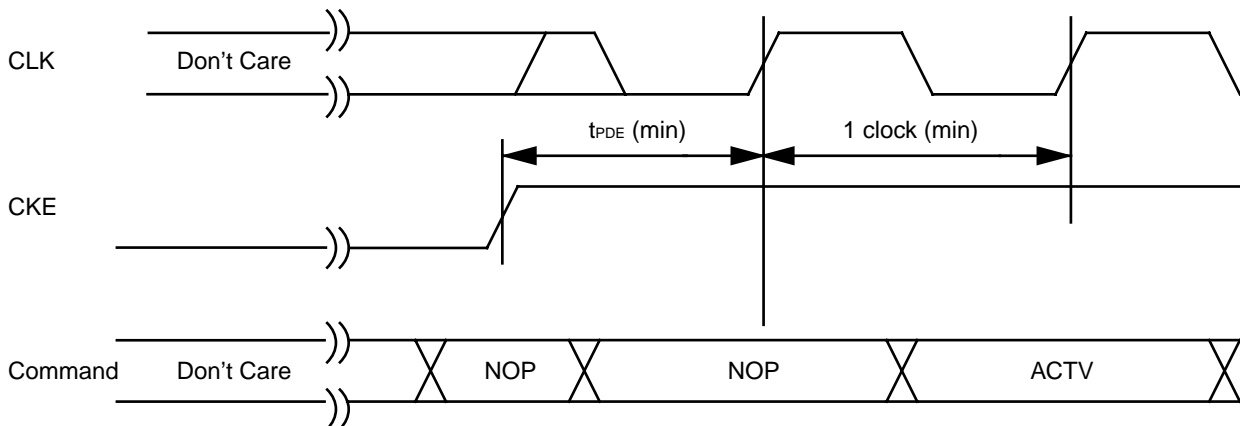 CLK Don't Care
tPDE (min) 1 clock (min)
CKE
Command Don't Care NOP NOP ACTV